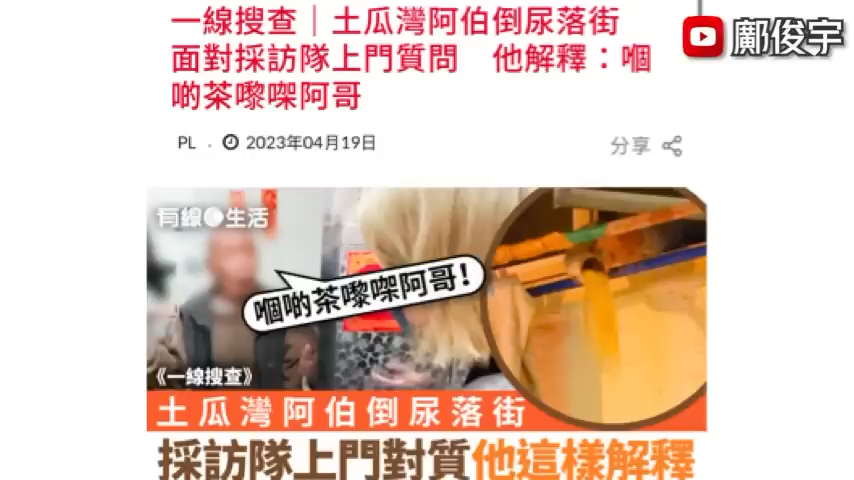 一線搜查｜土瓜灣阿伯倒尿落街
鄺俊宇
面對採訪隊上門質問　他解釋：嗰
啲茶嚟㗎阿哥
PL . 2023年04月19日
分享
有線 生活
嗰啲茶嚟㗎阿哥！
《一線搜查》
土瓜灣阿伯倒尿落街
採訪隊上門對質他這樣解釋